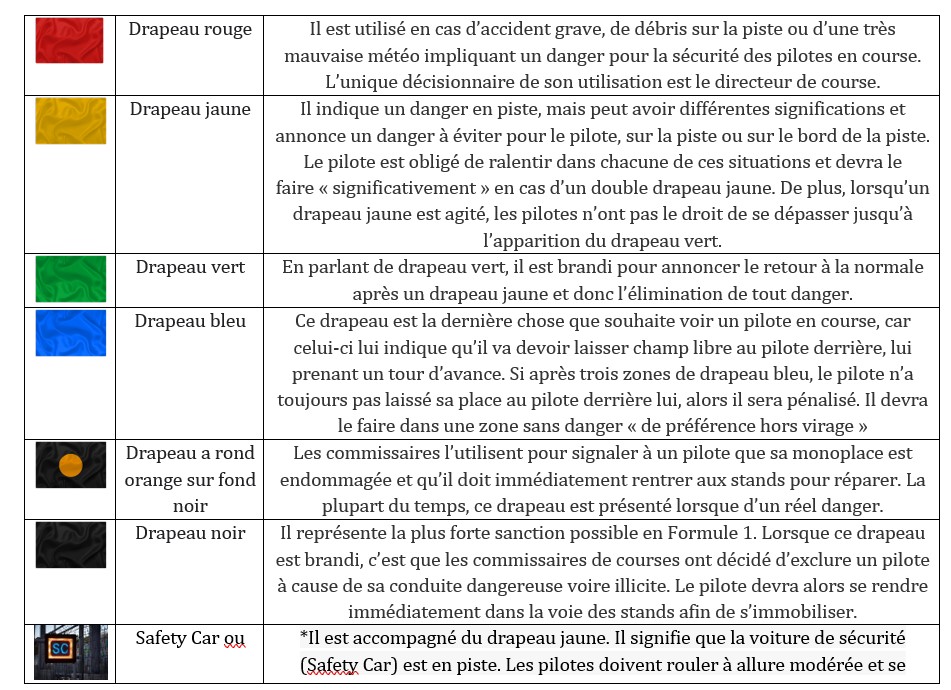 Drapeau rouge
Il est utilisé en cas d’accident grave, de débris sur la piste ou d’une très
mauvaise météo impliquant un danger pour la sécurité des pilotes en course.
L’unique décisionnaire de son utilisation est le directeur de course.
Drapeau jaune
Il indique un danger en piste, mais peut avoir différentes significations et
annonce un danger à éviter pour le pilote, sur la piste ou sur le bord de la piste.
Le pilote est obligé de ralentir dans chacune de ces situations et devra le
faire « significativement » en cas d’un double drapeau jaune. De plus, lorsqu’un
drapeau jaune est agité, les pilotes n’ont pas le droit de se dépasser jusqu’à
l’apparition du drapeau vert.
Drapeau vert
En parlant de drapeau vert, il est brandi pour annoncer le retour à la normale
après un drapeau jaune et donc l’élimination de tout danger.
Drapeau bleu
Ce drapeau est la dernière chose que souhaite voir un pilote en course, car
celui-ci lui indique qu’il va devoir laisser champ libre au pilote derrière, lui
prenant un tour d’avance. Si après trois zones de drapeau bleu, le pilote n’a
toujours pas laissé sa place au pilote derrière lui, alors il sera pénalisé. Il devra
le faire dans une zone sans danger « de préférence hors virage »
Drapeau a rond
orange sur fond
noir
Les commissaires l’utilisent pour signaler à un pilote que sa monoplace est
endommagée et qu’il doit immédiatement rentrer aux stands pour réparer. La
plupart du temps, ce drapeau est présenté lorsque d’un réel danger.
Drapeau noir
Il représente la plus forte sanction possible en Formule 1. Lorsque ce drapeau
est brandi, c’est que les commissaires de courses ont décidé d’exclure un pilote
à cause de sa conduite dangereuse voire illicite. Le pilote devra alors se rendre
immédiatement dans la voie des stands afin de s’immobiliser.
SC
Safety Car ou
*Il est accompagné du drapeau jaune. Il signifie que la voiture de sécurité
(Safety Car) est en piste. Les pilotes doivent rouler à allure modérée et se